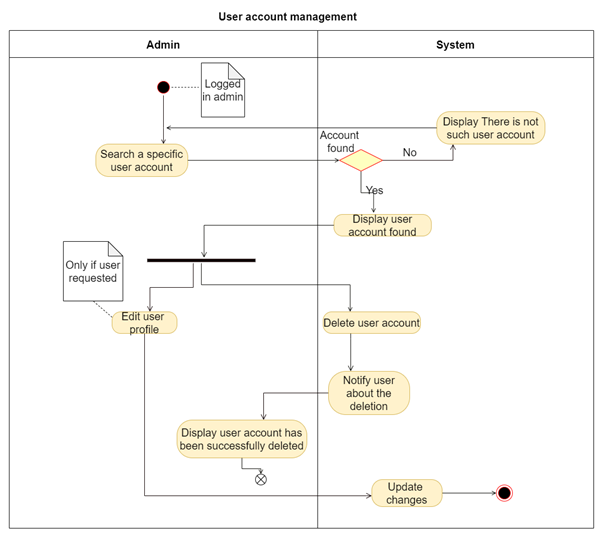 User account management
Admin
System
Logged
in admin
Display There is not
such user account
Account
found
No
Search a specific
user account
Yes
Display user
account found
Only if user
requested
Edit user
profile
Delete user account
Notify user
about the
deletion
Display user account has
been successfully deleted
Update
changes